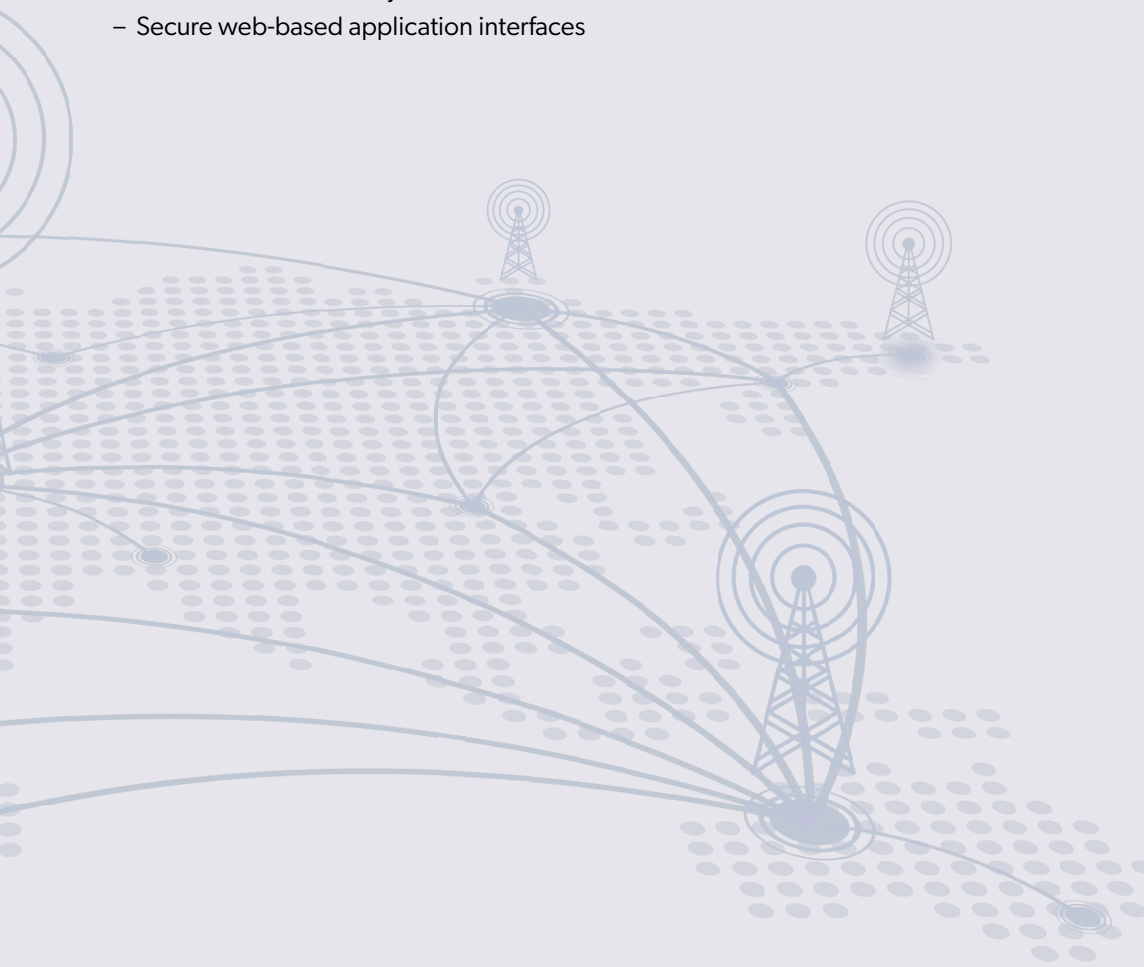 – Secure web-based application interfaces